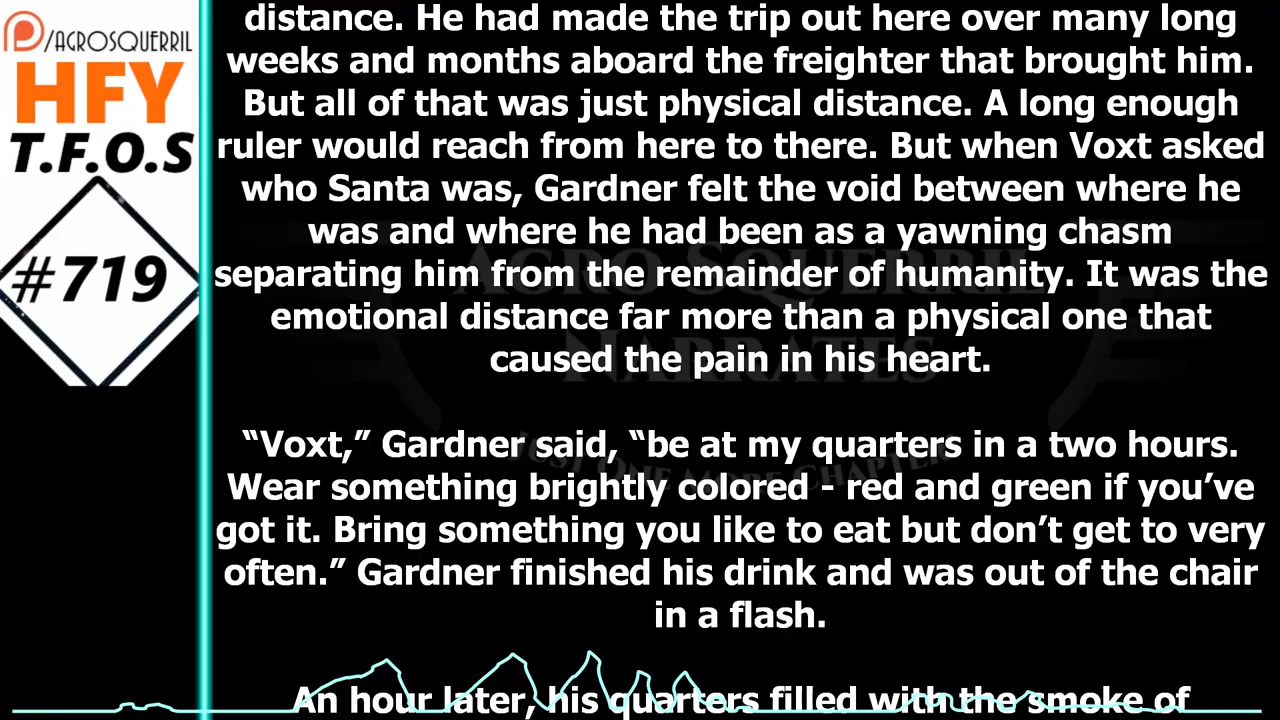 /AGROSQUERRIL
HFY
T.F.O.S
#719
distance. He had made the trip out here over many long
weeks and months aboard the freighter that brought him.
But all of that was just physical distance. A long enough
ruler would reach from here to there. But when Voxt asked
who Santa was, Gardner felt the void between where he
was and where he had been as a yawning chasm
separating him from the remainder of humanity. It was the
emotional distance far more than a physical one that
caused the pain in his heart.
“Voxt,” Gardner said, “be at my quarters in a two hours.
Wear something brightly colored - red and green if you’ve
got it. Bring something you like to eat but don’t get to very
often.” Gardner finished his drink and was out of the chair
in a flash.
An hour later, his quarters filled with the smoke of
AGRO SQUERRIL
NARRATES
JUST ONE MORE CHAPTER